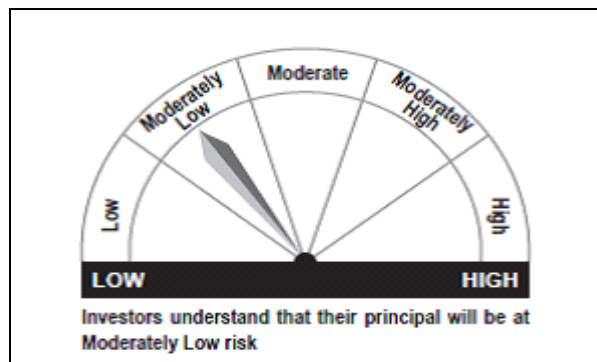 Moderate
Moderately
Low
Moderately
High
Low
High
LOW HIGH
Investors understand that their principal will be at
Moderately Low risk